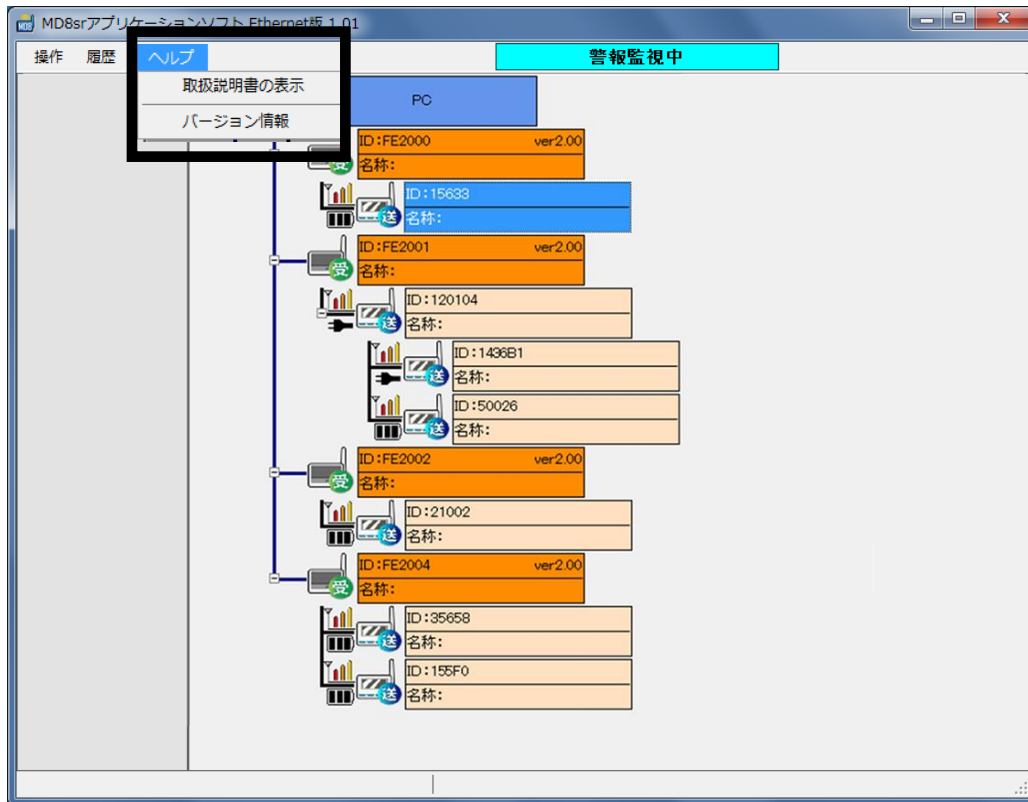 MD8srアプリケーションソフト Ethernet版 1.01
操作 履歴 ヘルプ 警報監視中
取扱説明書の表示
バージョン情報
PC
ID:FE2000 ver2.00
受 名称:
ID:15633
送 名称:
ID:FE2001 ver2.00
受 名称:
ID:120104
送 名称:
ID:1436B1
送 名称:
ID:50026
送 名称:
ID:FE2002 ver2.00
受 名称:
ID:21002
送 名称:
ID:FE2004 ver2.00
受 名称:
ID:35658
送 名称:
ID:155F0
送 名称: